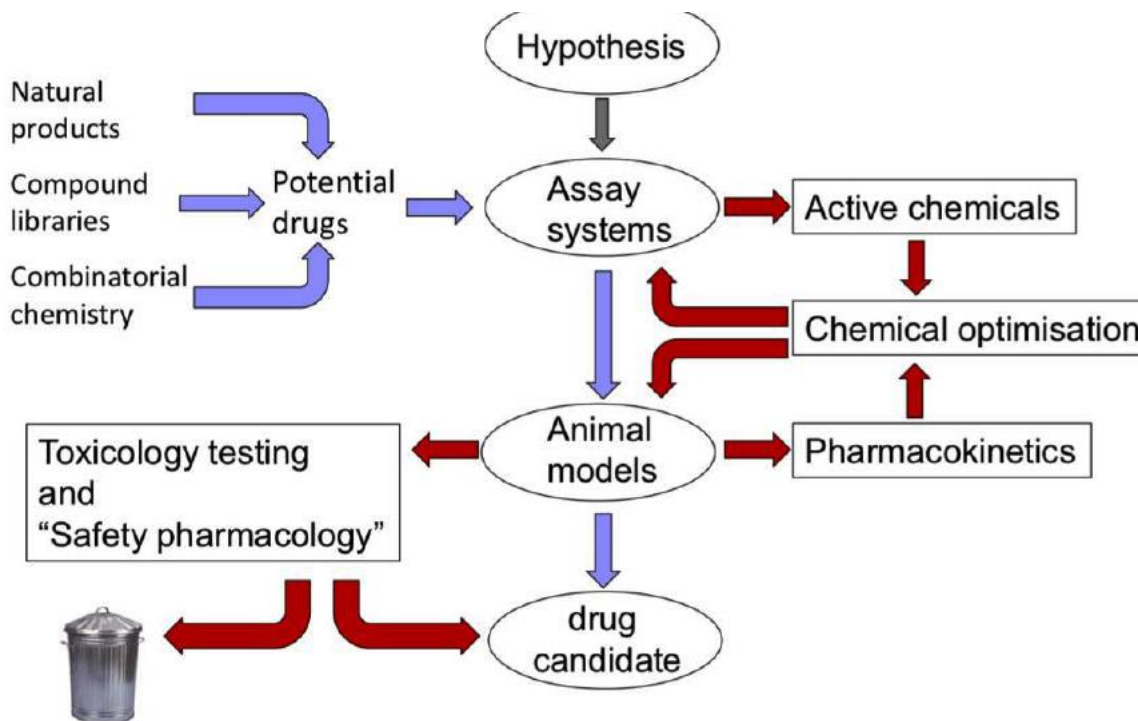 Hypothesis
Natural
products
Compound
libraries
Combinatorial
chemistry
Potential
drugs
Assay
systems
Active chemicals
Chemical optimisation
Animal
models
Pharmacokinetics
Toxicology testing
and
“Safety pharmacology”
drug
candidate